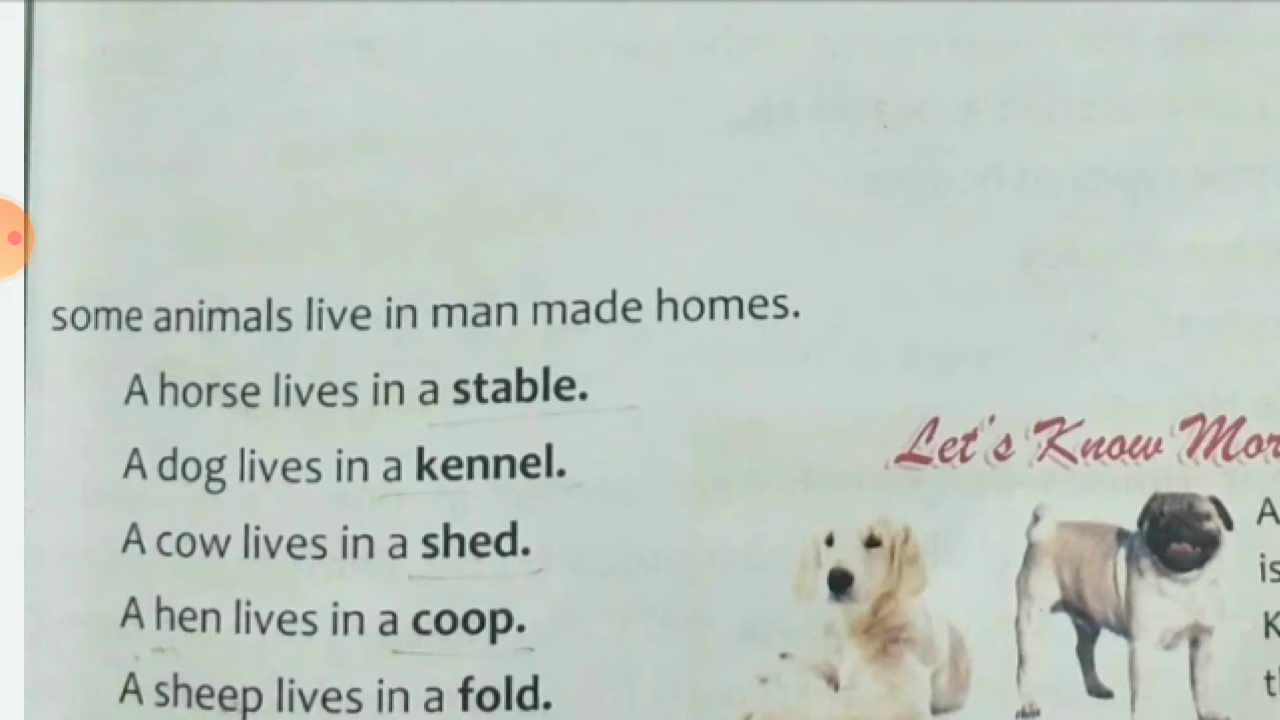 some animals live in man made homes.
A horse lives in a stable.
A dog lives in a kennel.
A cow lives in a shed.
A hen lives in a coop.
A sheep lives in a fold.
Let's Know
A
is
K